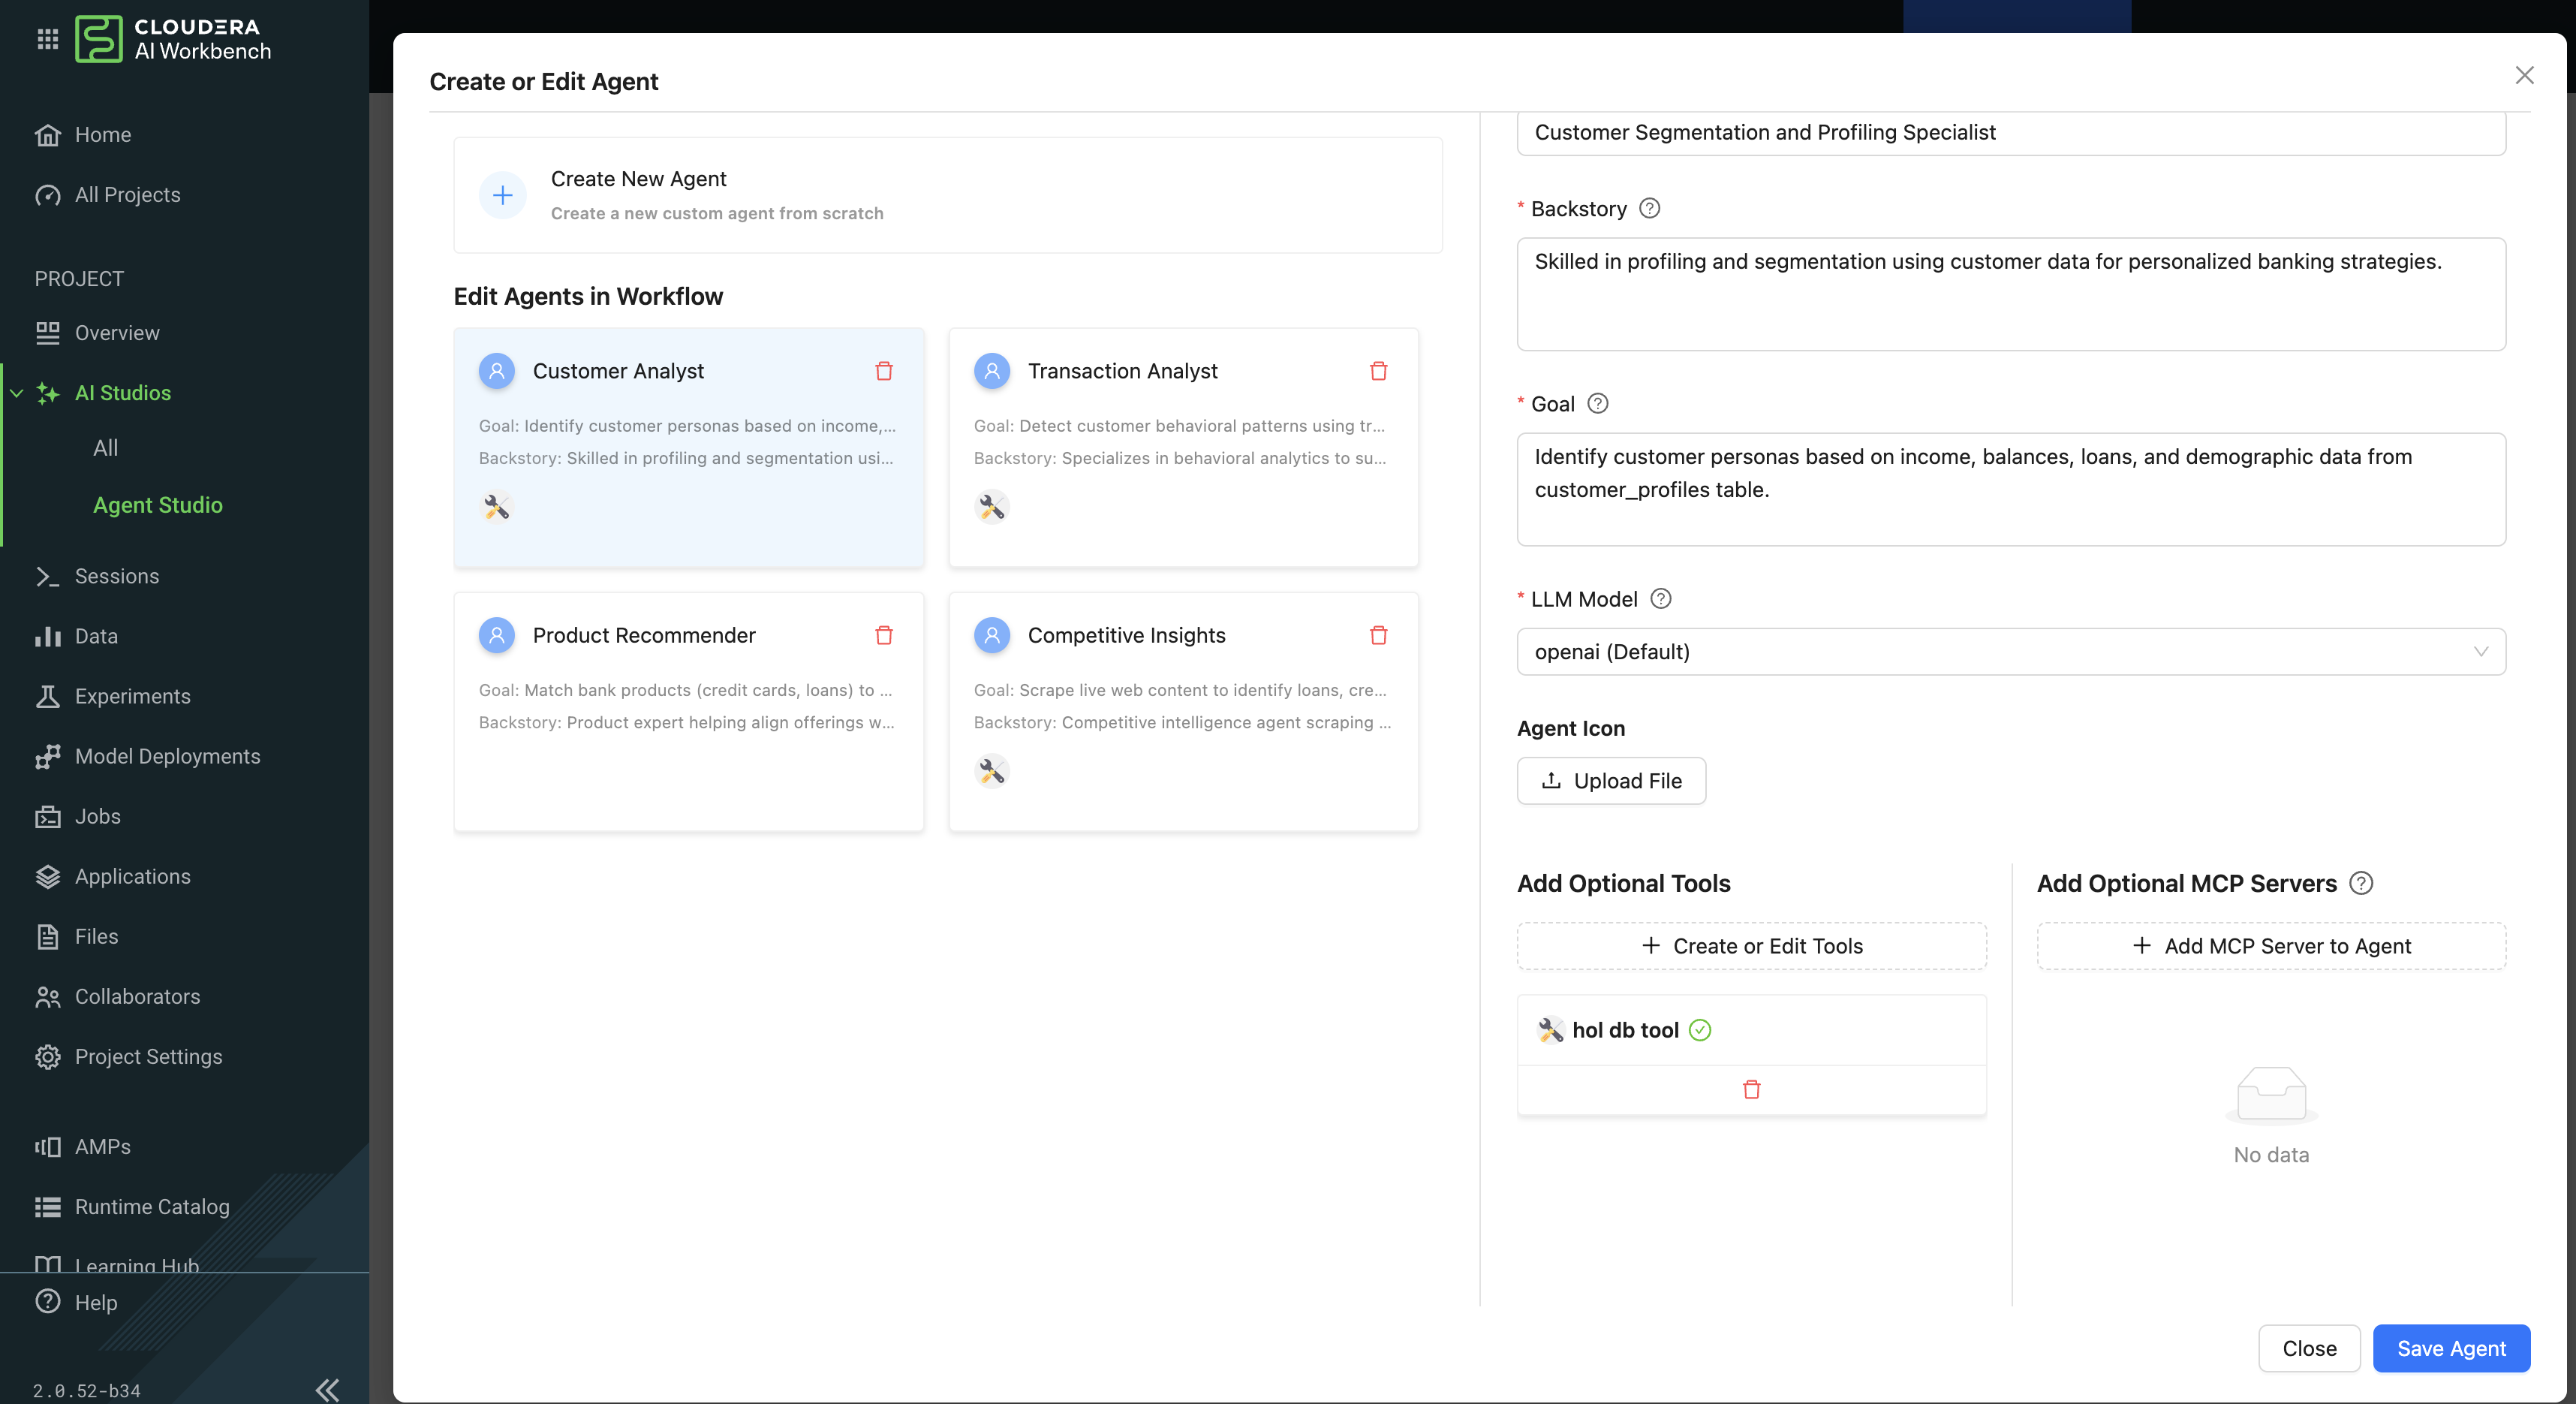 CLOUDERA
AI Workbench
Home
All Projects
PROJECT
Overview
AI Studios
All
Agent Studio
Sessions
Data
Experiments
Model Deployments
Jobs
Applications
Files
Collaborators
Project Settings
AMPs
Runtime Catalog
Learning Hub
Help
2.0.52-b34
Create or Edit Agent
Create New Agent
Create a new custom agent from scratch
Edit Agents in Workflow
Customer Analyst
Goal: Identify customer personas based on income,...
Backstory: Skilled in profiling and segmentation usi...
Transaction Analyst
Goal: Detect customer behavioral patterns using tr...
Backstory: Specializes in behavioral analytics to su...
Product Recommender
Goal: Match bank products (credit cards, loans) to ...
Backstory: Product expert helping align offerings w...
Competitive Insights
Goal: Scrape live web content to identify loans, cre...
Backstory: Competitive intelligence agent scraping ...
Customer Segmentation and Profiling Specialist
* Backstory
Skilled in profiling and segmentation using customer data for personalized banking strategies.
* Goal
Identify customer personas based on income, balances, loans, and demographic data from
customer_profiles table.
* LLM Model
openai (Default)
Agent Icon
Upload File
Add Optional Tools
Create or Edit Tools
hol db tool
Add Optional MCP Servers
Add MCP Server to Agent
No data
Close
Save Agent